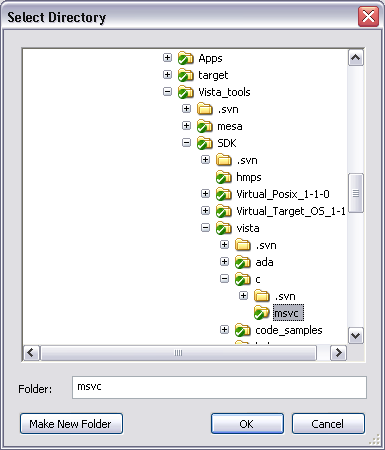 Select Directory
Apps
target
Vista_tools
.svn
mesa
SDK
.svn
hmps
Virtual_Posix_1-1-0
Virtual_Target_OS_1-1
vista
.svn
ada
c
.svn
msvc
code_samples
Folder: msvc
Make New Folder OK Cancel